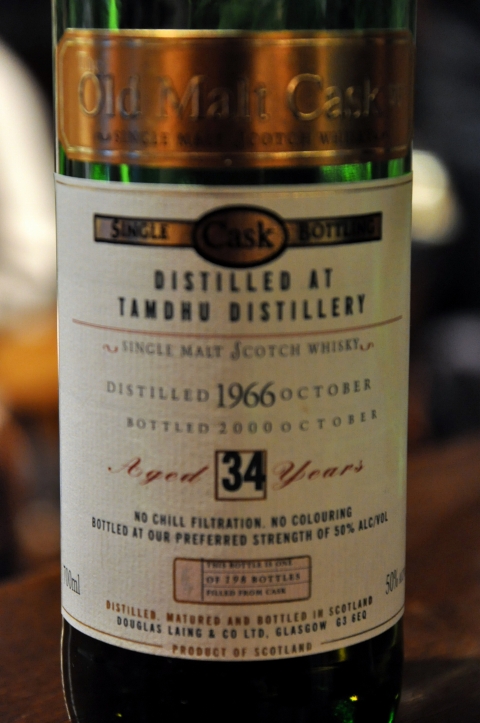 Old Malt Cask
SINGLE MALT SCOTCH WHISKY
SINGLE Cask BOTTLING
DISTILLED AT
TAMDHU DISTILLERY
SINGLE MALT SCOTCH WHISKY
DISTILLED 1966 OCTOBER
BOTTLED 2000 OCTOBER
Aged 34 Years
NO CHILL FILTRATION. NO COLOURING
BOTTLED AT OUR PREFERRED STRENGTH OF 50% ALC/VOL
THIS BOTTLE IS ONE
OF 198 BOTTLES
FILLED FROM CASK
700ml 50%
DISTILLED, MATURED AND BOTTLED IN SCOTLAND
DOUGLAS LAING & CO LTD, GLASGOW G3 6EQ
PRODUCT OF SCOTLAND